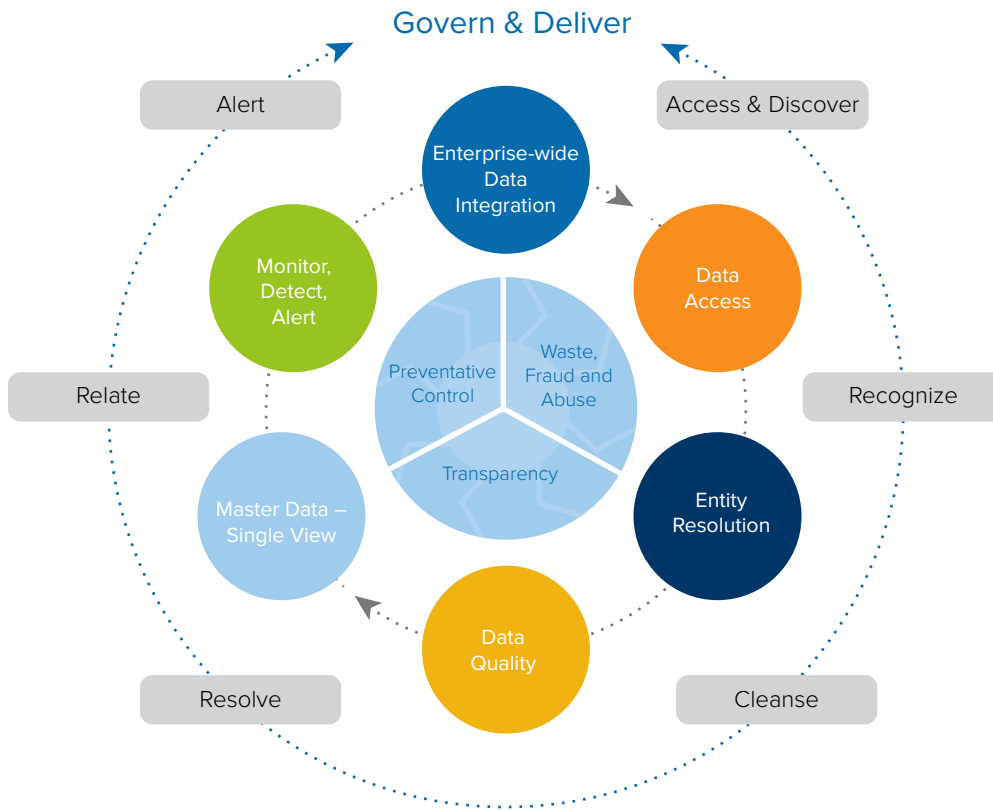 Govern & Deliver
Alert
Access & Discover
Enterprise-wide
Data
Integration
Monitor,
Detect,
Alert
Data
Access
Preventative
Control
Waste,
Fraud and
Abuse
Transparency
Relate
Recognize
Master Data –
Single View
Entity
Resolution
Data
Quality
Resolve
Cleanse